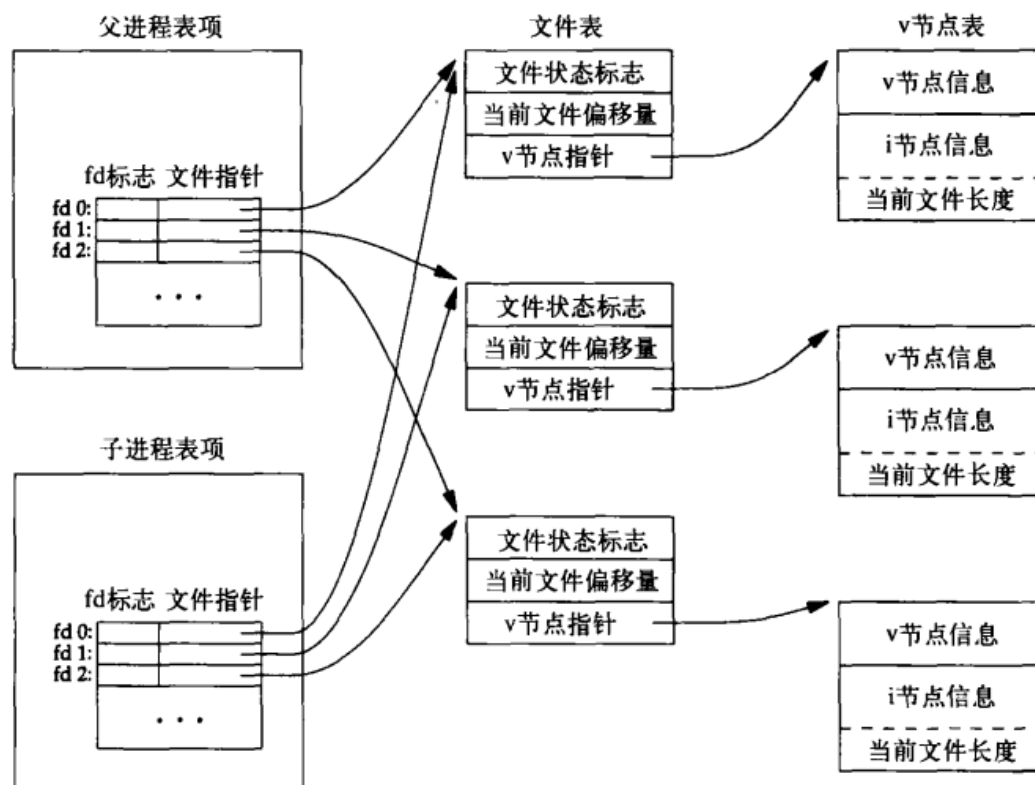 父进程表项
fd标志 文件指针
fd 0:
fd 1:
fd 2:
...
子进程表项
fd标志 文件指针
fd 0:
fd 1:
fd 2:
...
文件表
文件状态标志
当前文件偏移量
v节点指针
文件状态标志
当前文件偏移量
v节点指针
文件状态标志
当前文件偏移量
v节点指针
v节点表
v节点信息
i节点信息
当前文件长度
v节点信息
i节点信息
当前文件长度
v节点信息
i节点信息
当前文件长度